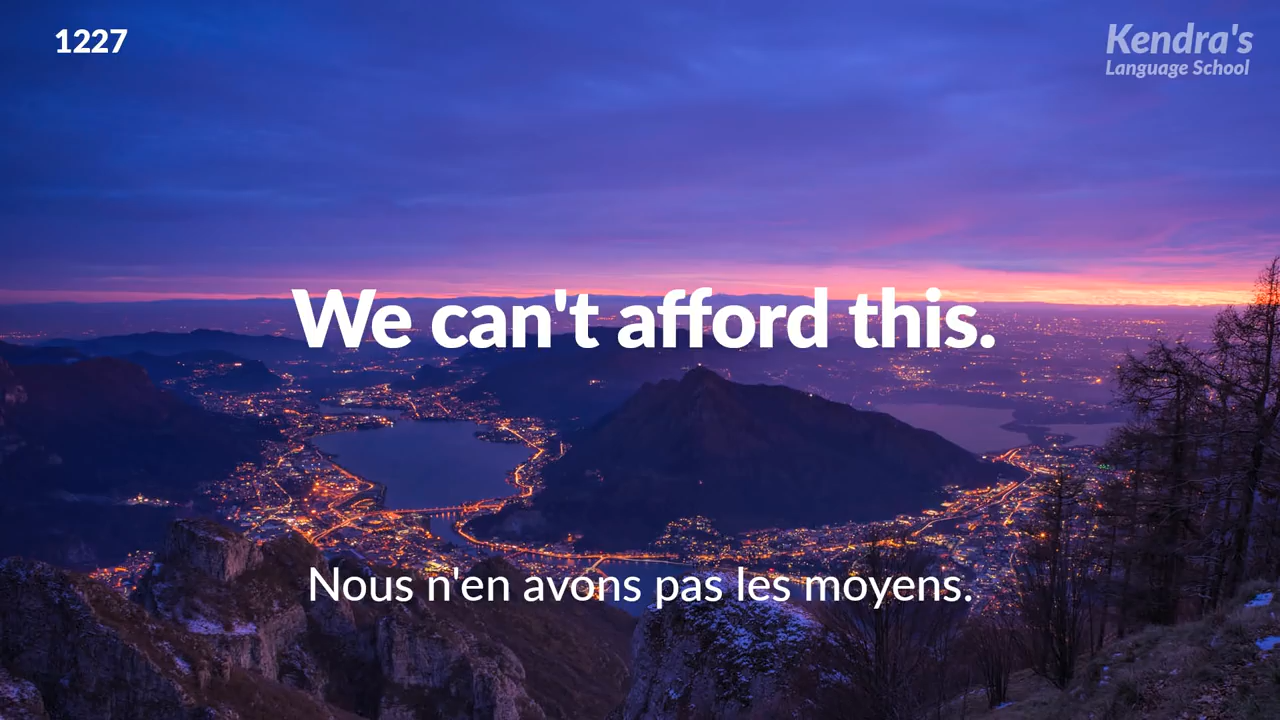 1227
Kendra's
Language School
We can't afford this.
Nous n'en avons pas les moyens.